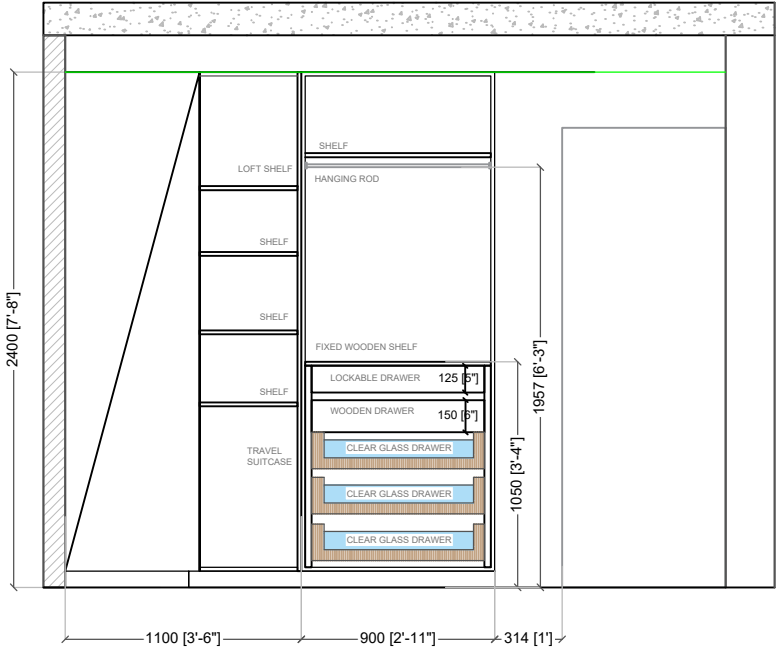 SHELF
LOFT SHELF
HANGING ROD
SHELF
SHELF
FIXED WOODEN SHELF
LOCKABLE DRAWER
125 [5"]
SHELF
WOODEN DRAWER
150 [6"]
TRAVEL
SUITCASE
CLEAR GLASS DRAWER
CLEAR GLASS DRAWER
CLEAR GLASS DRAWER
2400 [7'-8"]
1050 [3'-4"]
1957 [6'-3"]
1100 [3'-6"]
900 [2'-11"]
314 [1']